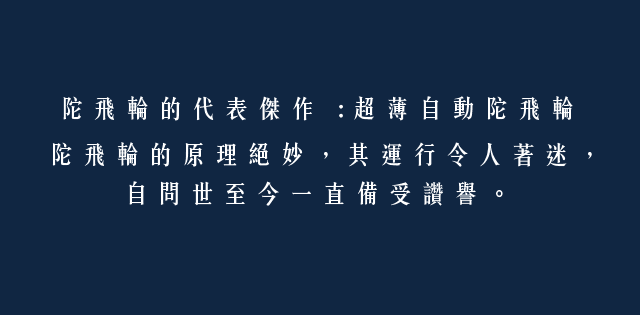 陀飛輪的代表傑作 :超薄自動陀飛輪
陀飛輪的原理絕妙，其運行令人著迷，
自問世至今一直備受讚譽。